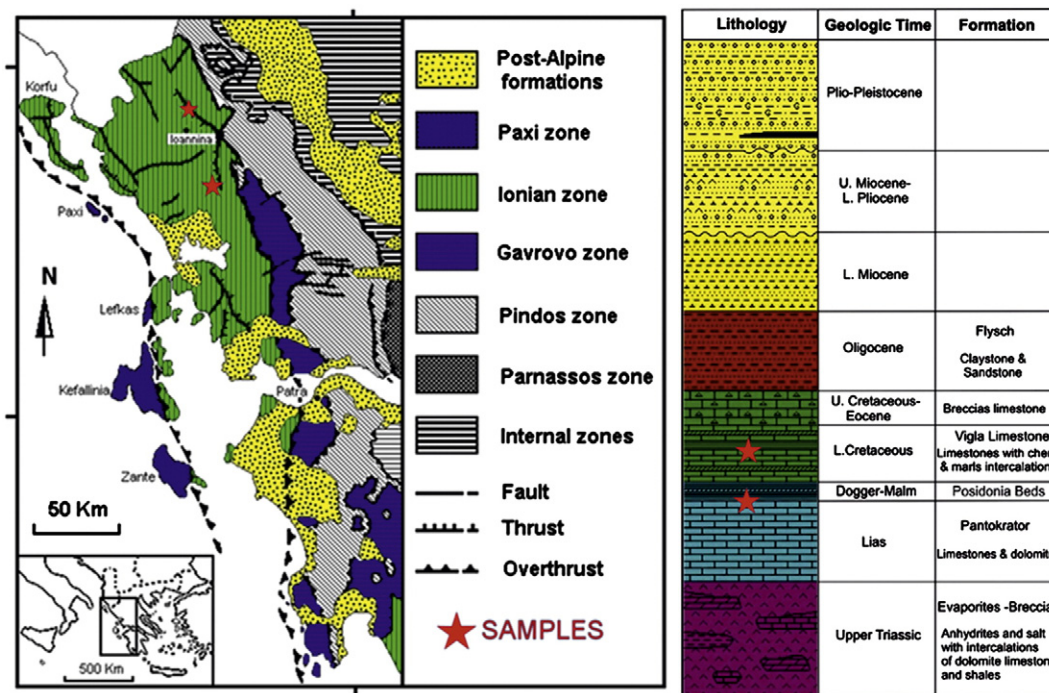 Korfu
Ioannina
Paxi
N
Lefkas
Kefallinia
Patra
Zante
50 Km
500 Km
Post-Alpine
formations
Paxi zone
Ionian zone
Gavrovo zone
Pindos zone
Parnassos zone
Internal zones
Fault
Thrust
Overthrust
SAMPLES
Lithology
Geologic Time
Formation
Plio-Pleistocene
U. Miocene-
L. Pliocene
L. Miocene
Oligocene
Flysch
Claystone &
Sandstone
U. Cretaceous-
Eocene
Breccias limestone
L.Cretaceous
Vigla Limestone
Limestones with cher
& marls intercalation
Dogger-Malm
Posidonia Beds
Lias
Pantokrator
Limestones & dolomit
Upper Triassic
Evaporites -Breccia
Anhydrites and salt
with intercalations
of dolomite limeston
and shales